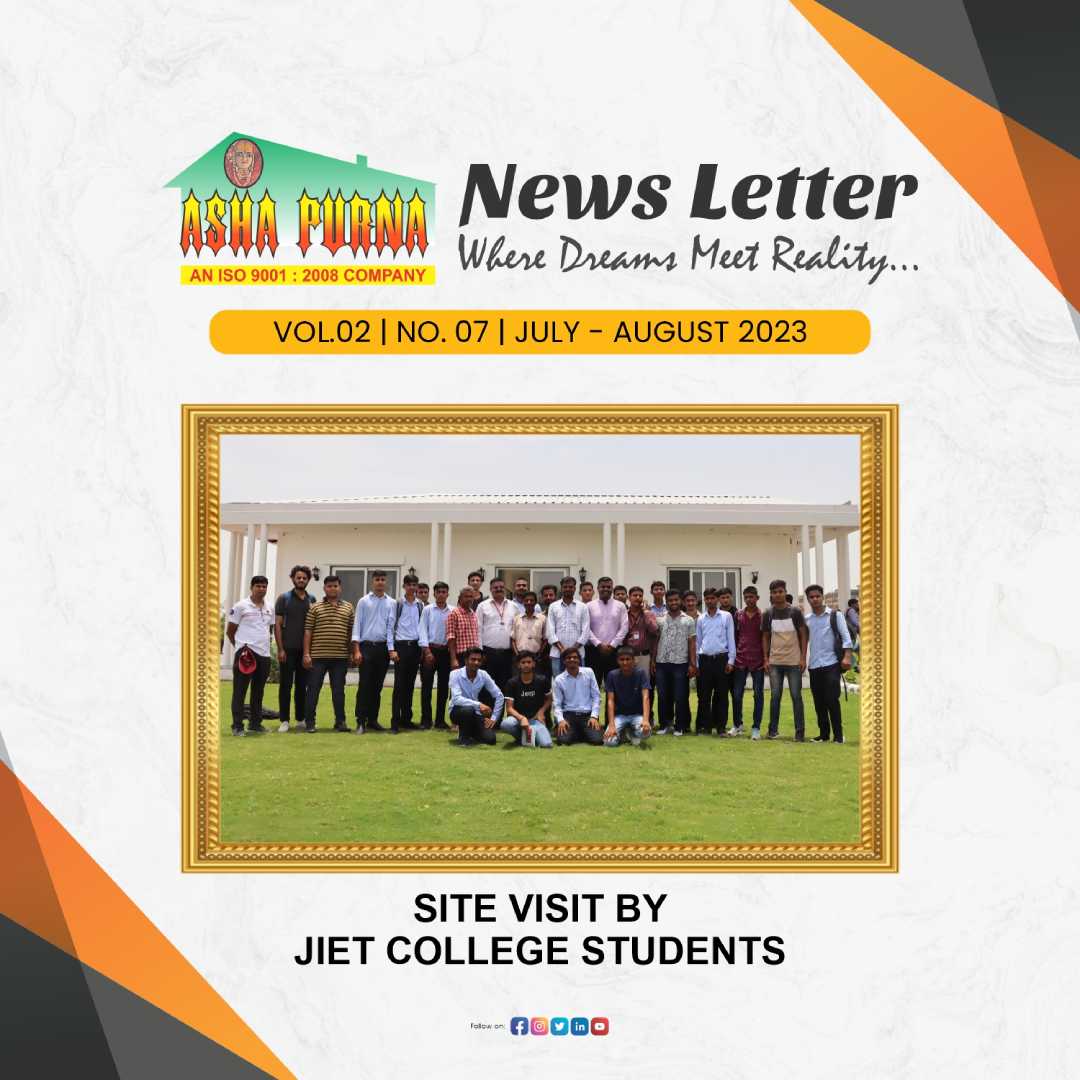 ASHA PURNA
AN ISO 9001 : 2008 COMPANY
News Letter
Where Dreams Meet Reality...
VOL.02 | NO. 07 | JULY - AUGUST 2023
Jeep
SITE VISIT BY
JIET COLLEGE STUDENTS
Follow on: